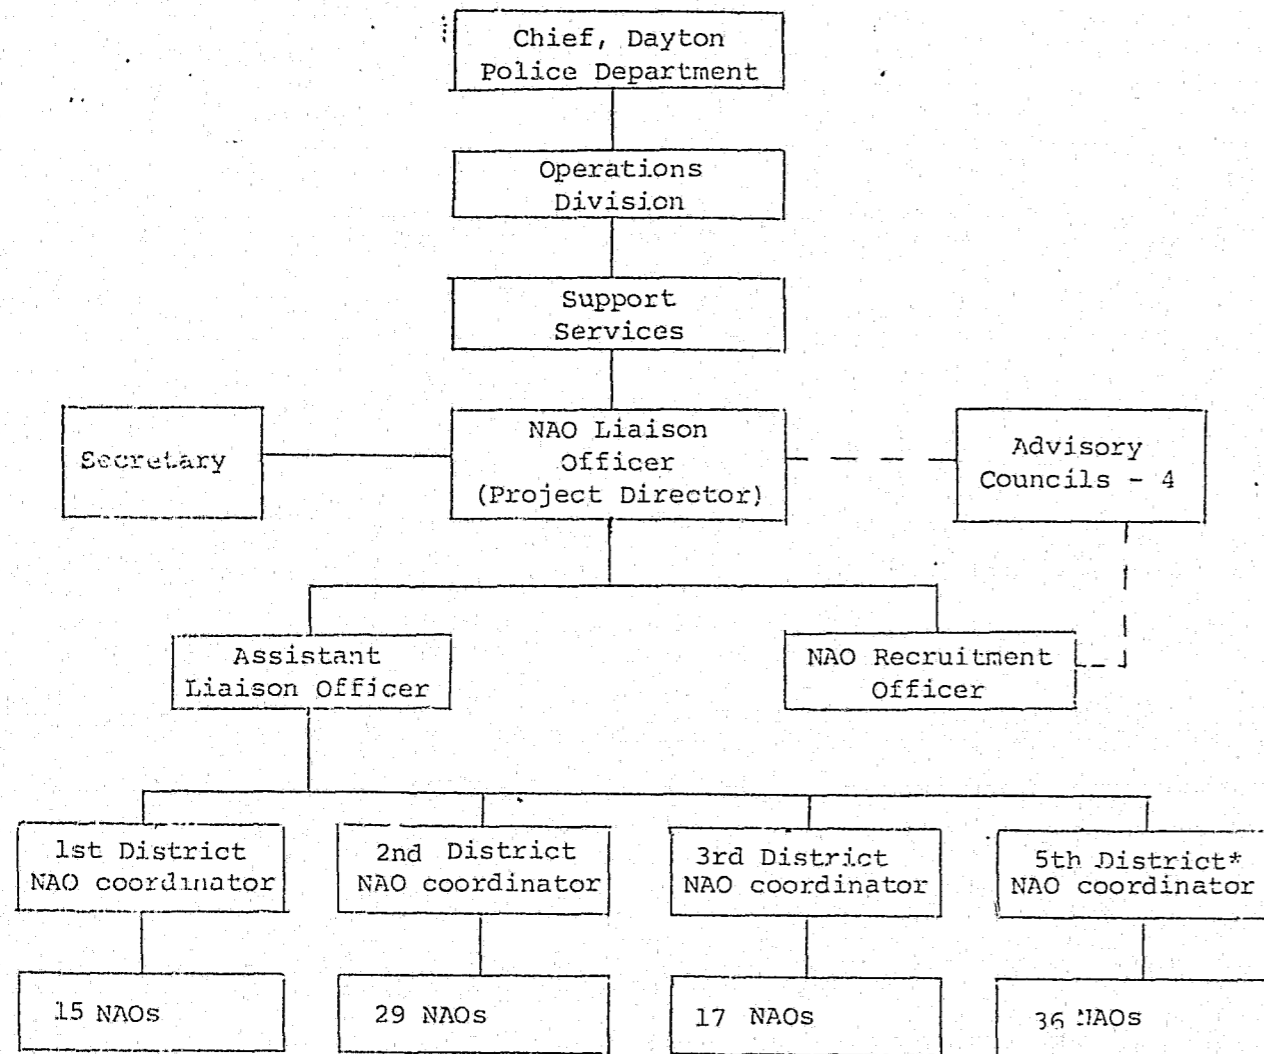 Chief, Dayton
Police Department
Operations
Division
Support
Services
Secretary
NAO Liaison
Officer
(Project Director)
Advisory
Councils - 4
Assistant
Liaison Officer
NAO Recruitment
Officer
1st District
NAO coordinator
2nd District
NAO coordinator
3rd District
NAO coordinator
5th District*
NAO coordinator
15 NAOs
29 NAOs
17 NAOs
36 NAOs